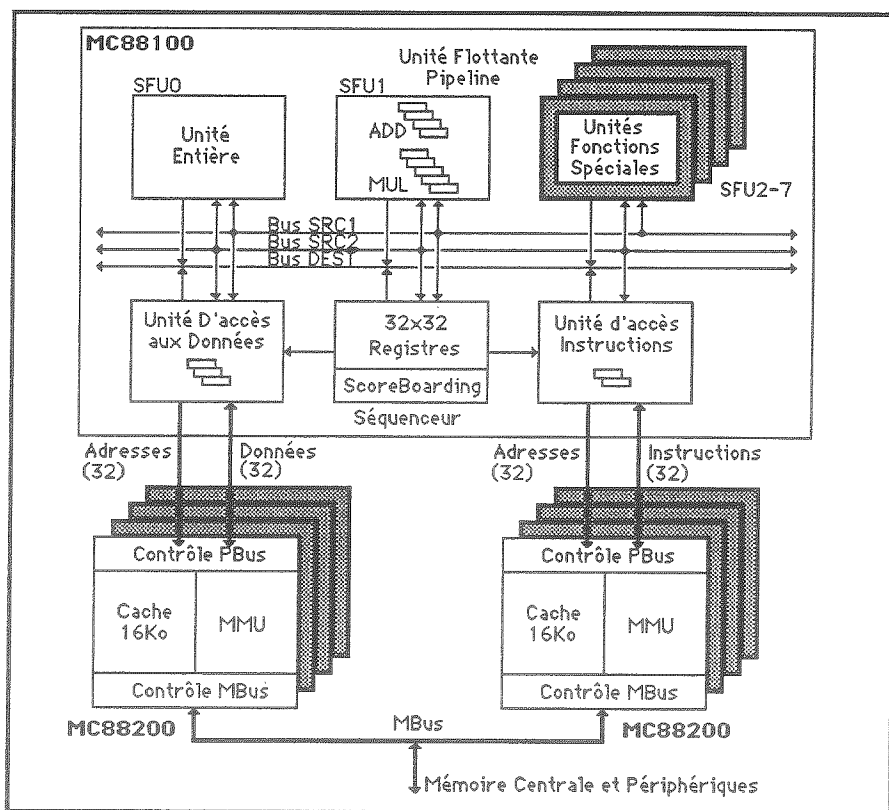 MC88100
Unité Flottante
Pipeline
SFU0
SFU1
Unité
Entière
ADD
MUL
Unités
Fonctions
Spéciales
SFU2-7
Bus SRC1
Bus SRC2
Bus DEST
Unité D'accès
aux Données
32x32
Registres
ScoreBoarding
Séquenceur
Unité d'accès
Instructions
Adresses
(32)
Données
(32)
Adresses
(32)
Instructions
(32)
Contrôle PBus
Cache
16Ko
MMU
Contrôle MBus
MC88200
Contrôle PBus
Cache
16Ko
MMU
Contrôle MBus
MC88200
MBus
Mémoire Centrale et Périphériques